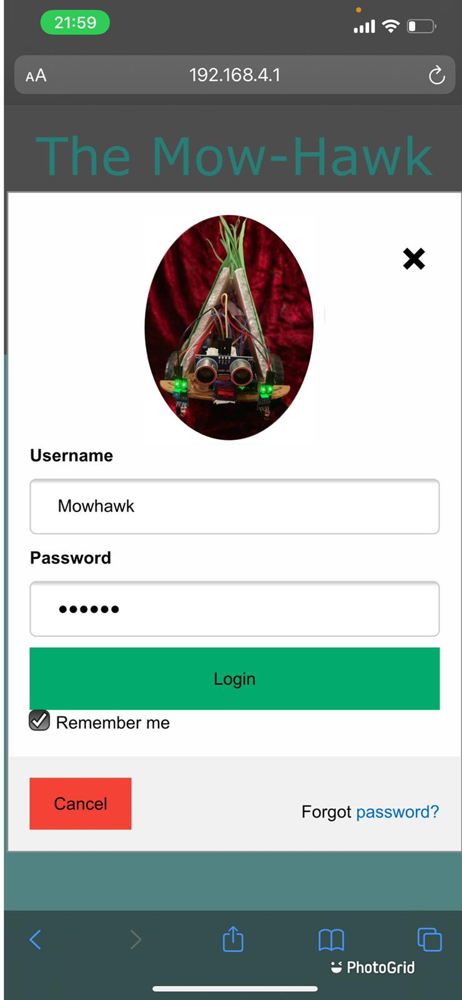 21:59
AA 192.168.4.1
The Mow-Hawk
Username
Mowhawk
Password
••••••
Login
Remember me
Cancel
Forgot password?
PhotoGrid